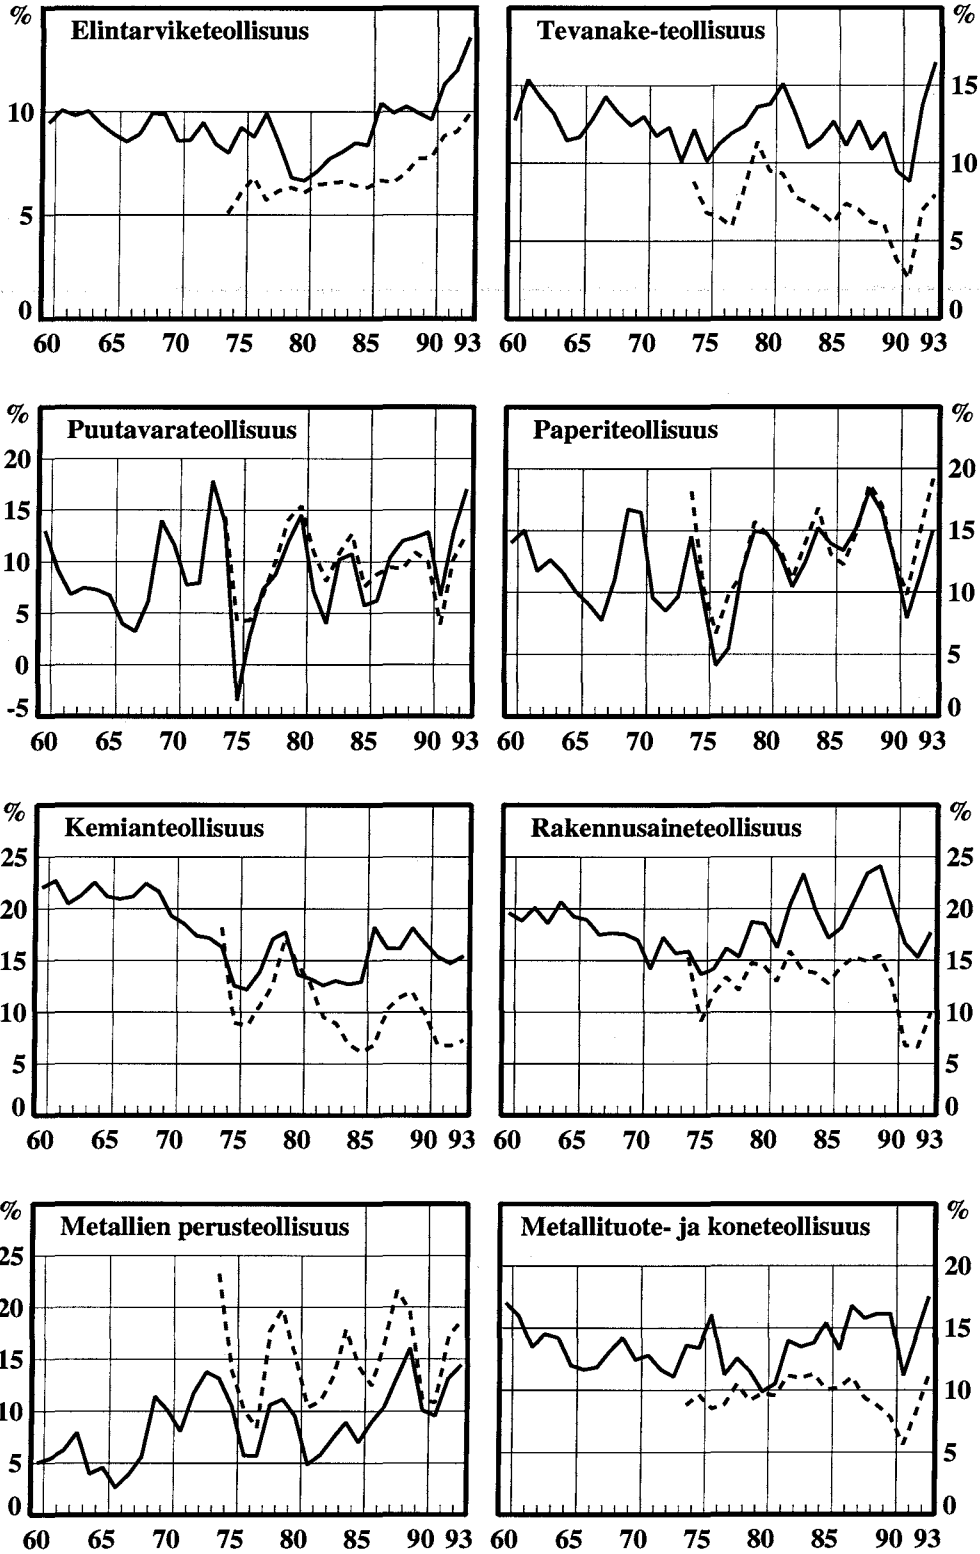 % Elintarviketeollisuus
10
5
0
60 65 70 75 80 85 90 93
Tevanake-teollisuus %
15
10
5
0
60 65 70 75 80 85 90 93
% Puutavarateollisuus
20
15
10
5
0
-5
60 65 70 75 80 85 90 93
Paperiteollisuus %
20
15
10
5
0
60 65 70 75 80 85 90 93
% Kemianteollisuus
25
20
15
10
5
0
60 65 70 75 80 85 90 93
Rakennusaineteollisuus %
25
20
15
10
5
0
60 65 70 75 80 85 90 93
% Metallien perusteollisuus
25
20
15
10
5
0
60 65 70 75 80 85 90 93
Metallituote- ja koneteollisuus %
20
15
10
5
0
60 65 70 75 80 85 90 93